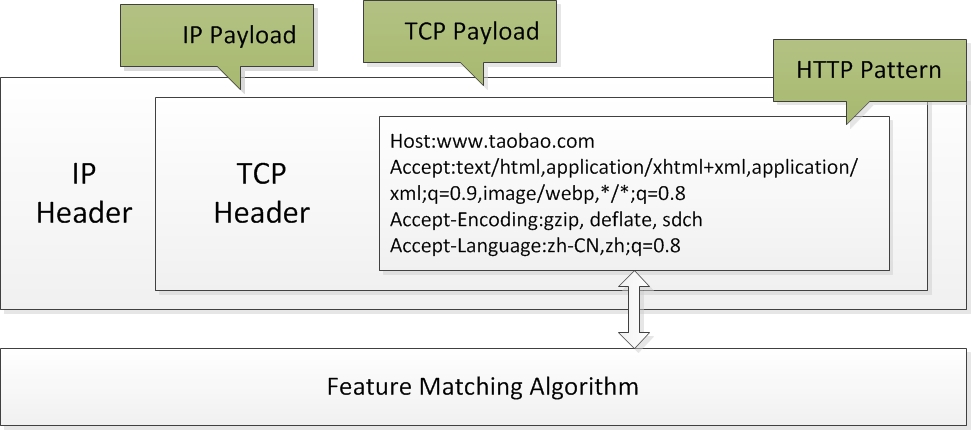 IP Payload
TCP Payload
HTTP Pattern
IP
Header
TCP
Header
Host:www.taobao.com
Accept:text/html,application/xhtml+xml,application/
xml;q=0.9,image/webp,*/*;q=0.8
Accept-Encoding:gzip, deflate, sdch
Accept-Language:zh-CN,zh;q=0.8
Feature Matching Algorithm